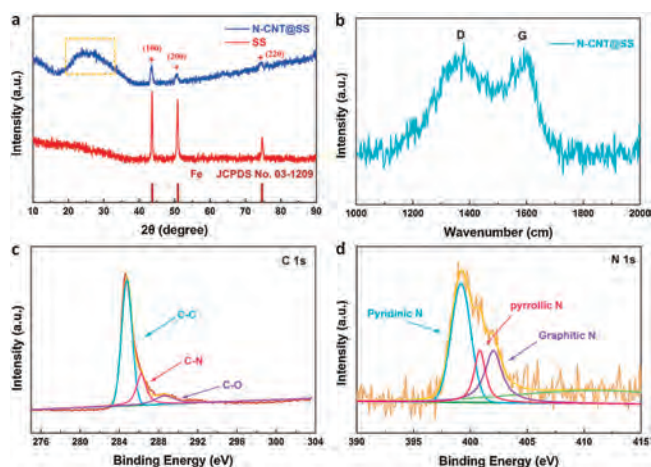 a
N-CNT@SS
SS
(100)
(200)
(220)
Fe JCPDS No. 03-1209
Intensity (a.u.)
10 20 30 40 50 60 70 80 90
2θ (degree)
b
D G
N-CNT@SS
Intensity (a.u.)
1000 1200 1400 1600 1800 2000
Wavenumber (cm)
c
C 1s
C-C
C-N
C-O
Intensity (a.u.)
276 280 284 288 292 296 300 304
Binding Energy (eV)
d
N 1s
Pyridinic N
pyrrollic N
Graphitic N
Intensity (a.u.)
390 395 400 405 410 415
Binding Energy (eV)